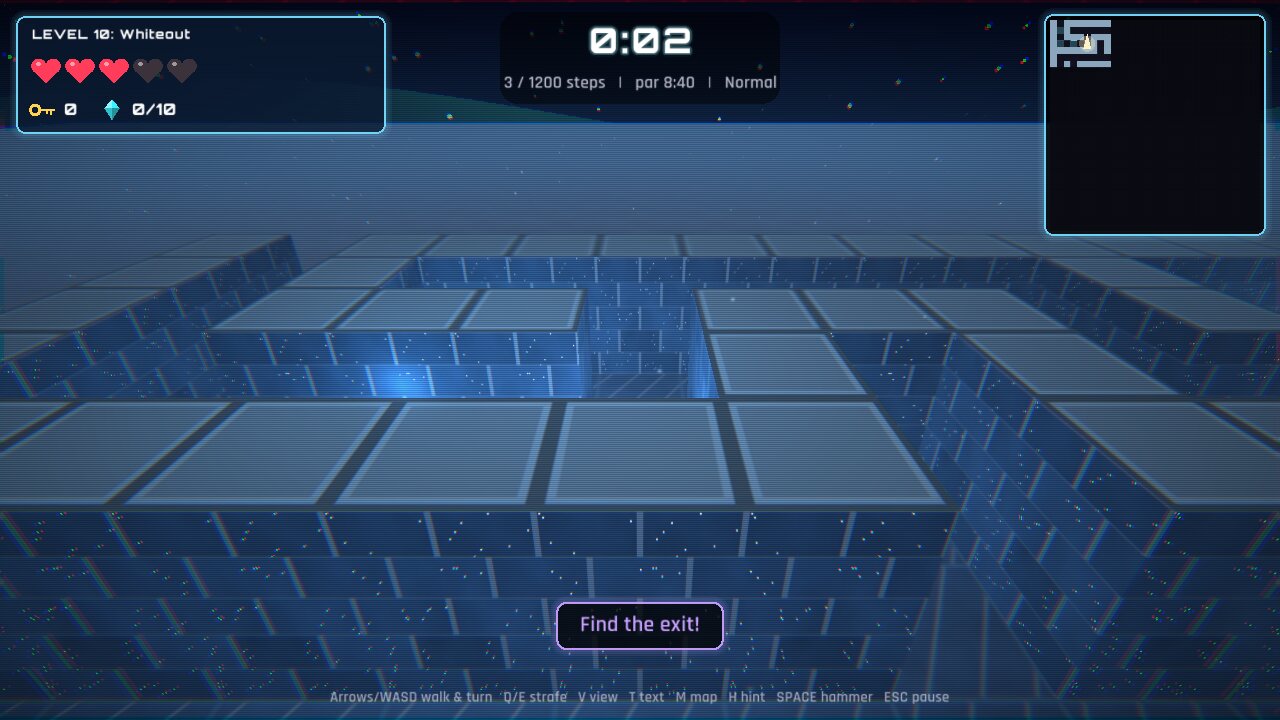 LEVEL 10: Whiteout
0
0/10
0:02
3 / 1200 steps | par 8:40 | Normal
Find the exit!
Arrows/WASD walk & turn Q/E strafe V view T text M map H hint SPACE hammer ESC pause